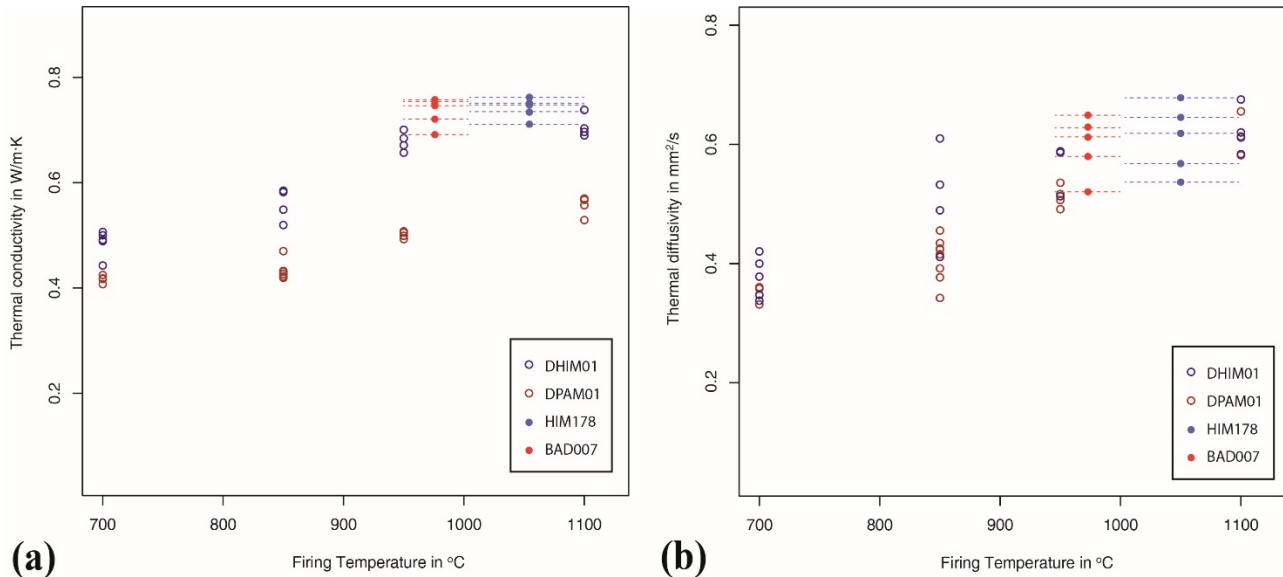 Thermal conductivity in W/m·K
0.8
0.6
0.4
0.2
700
800
900
1000
1100
Firing Temperature in °C
DHIM01
DPAM01
HIM178
BAD007
(a)
Thermal diffusivity in mm²/s
0.8
0.6
0.4
0.2
700
800
900
1000
1100
Firing Temperature in °C
DHIM01
DPAM01
HIM178
BAD007
(b)